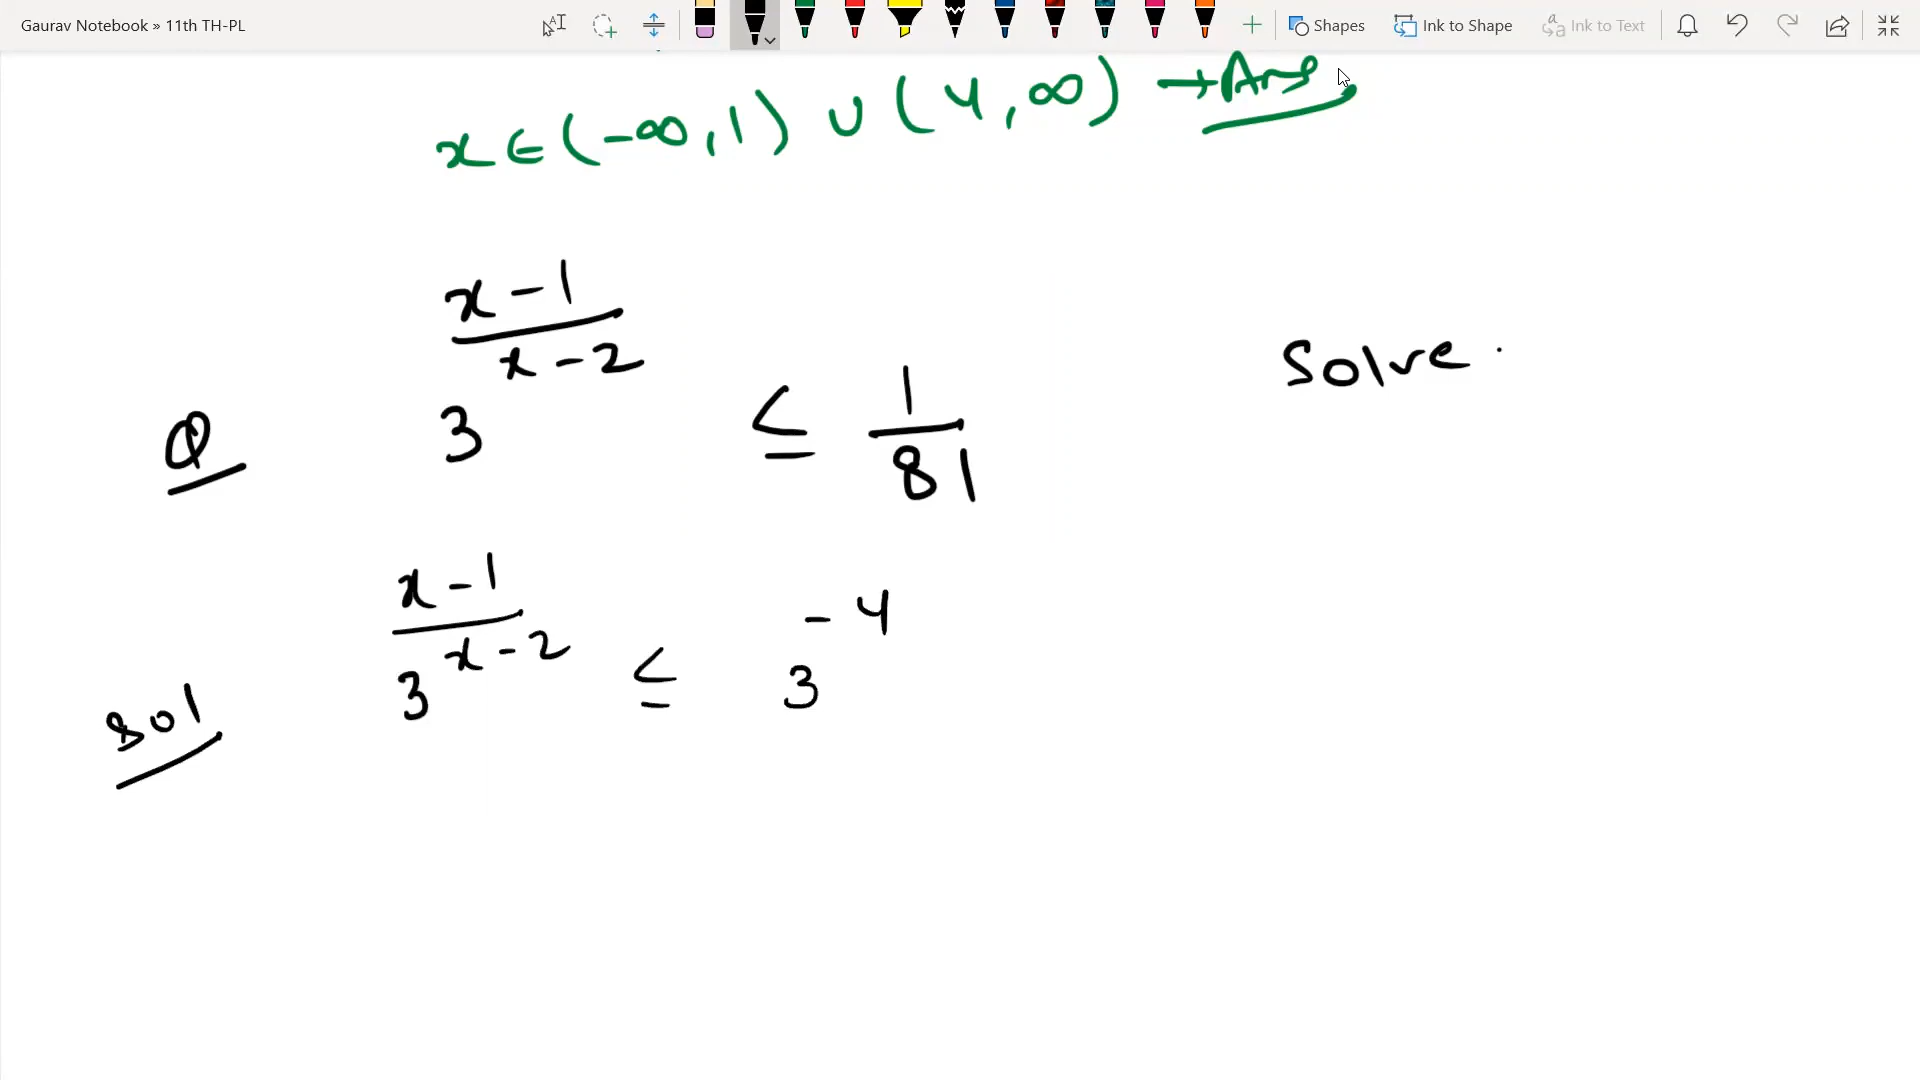 Gaurav Notebook » 11th TH-PL
Shapes
Ink to Shape
Ink to Text
x ∈ (-∞, 1) ∪ (4, ∞) → Ans
Q 3^((x-1)/(x-2)) ≤ 1/81 Solve.
Sol 3^((x-1)/(x-2)) ≤ 3^(-4)